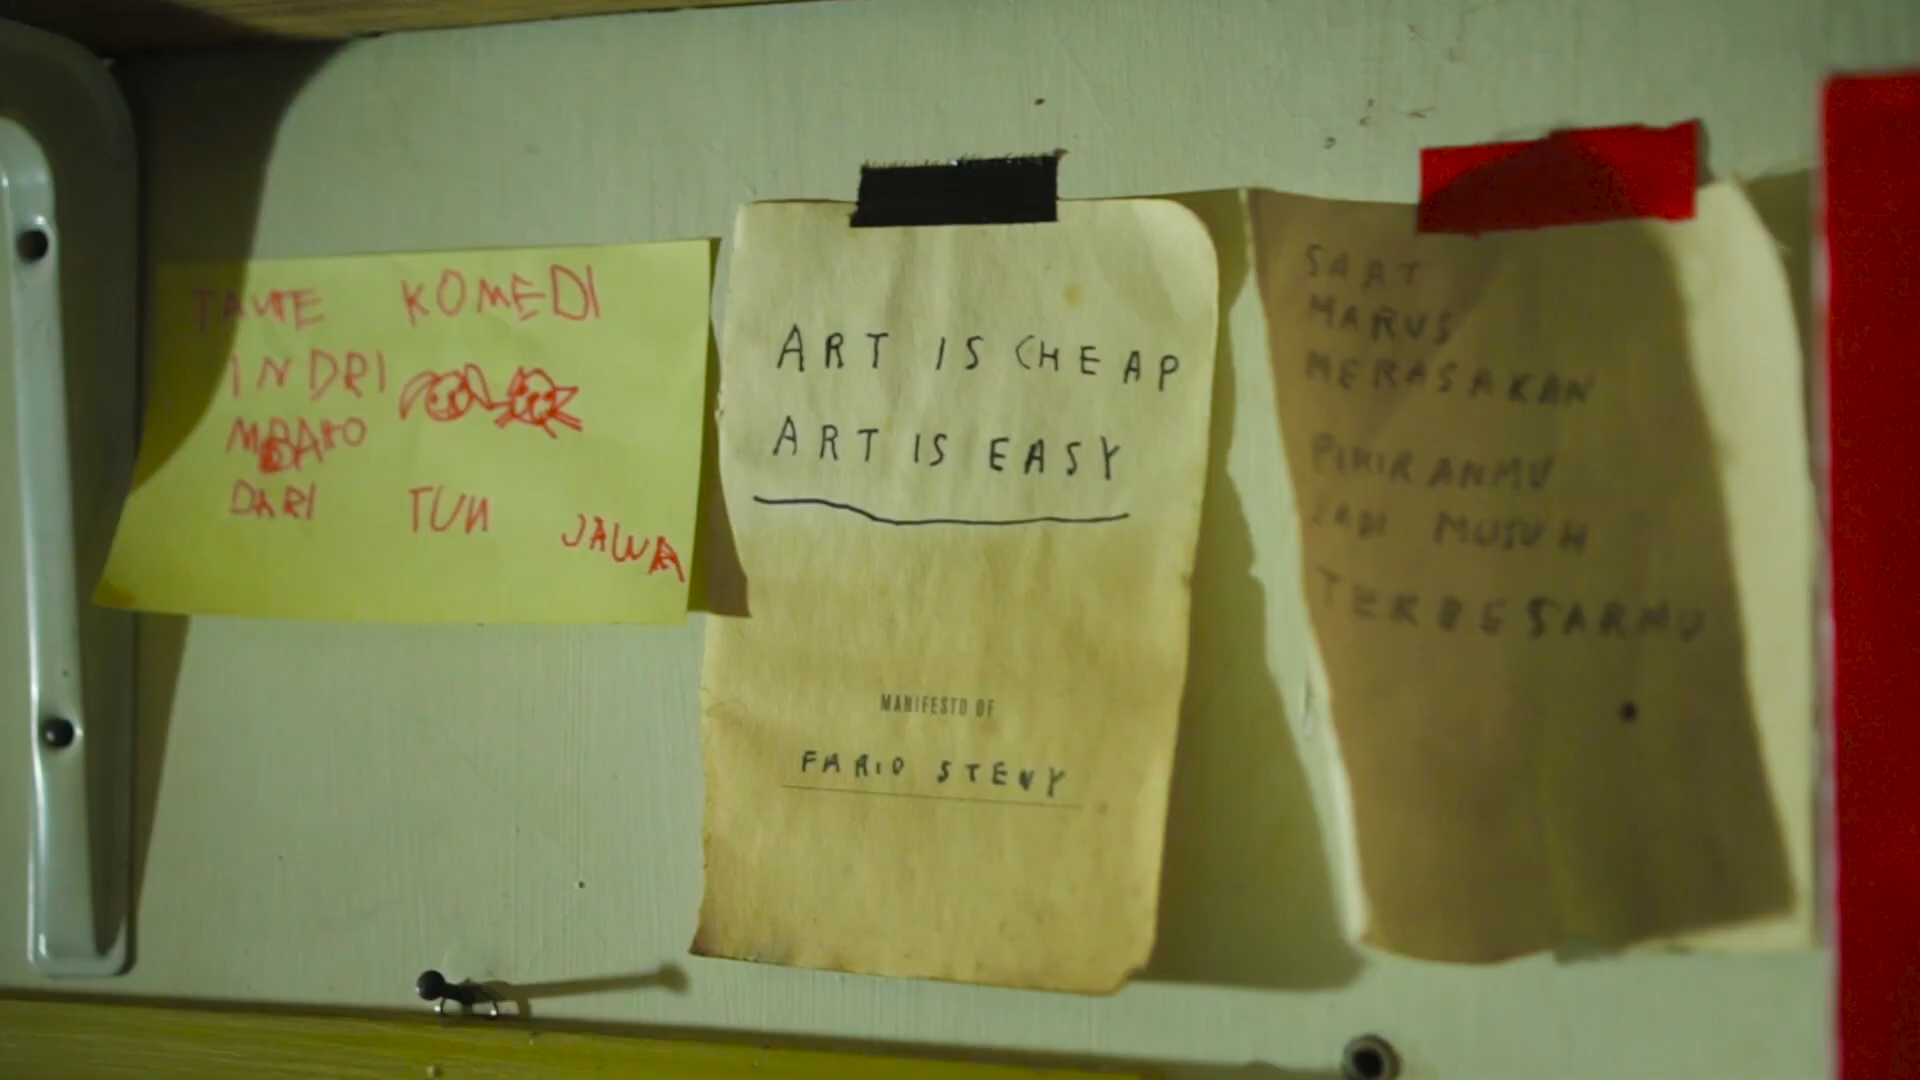 TANTE KOMEDI
INDRI
MBAKO
DARI TUN JAWA
ART IS CHEAP
ART IS EASY
MANIFESTO OF
FARID STEVY
SAAT
HARUS
MERASAKAN
PIKIRANMU
JADI MUSUH
TERBESARMU